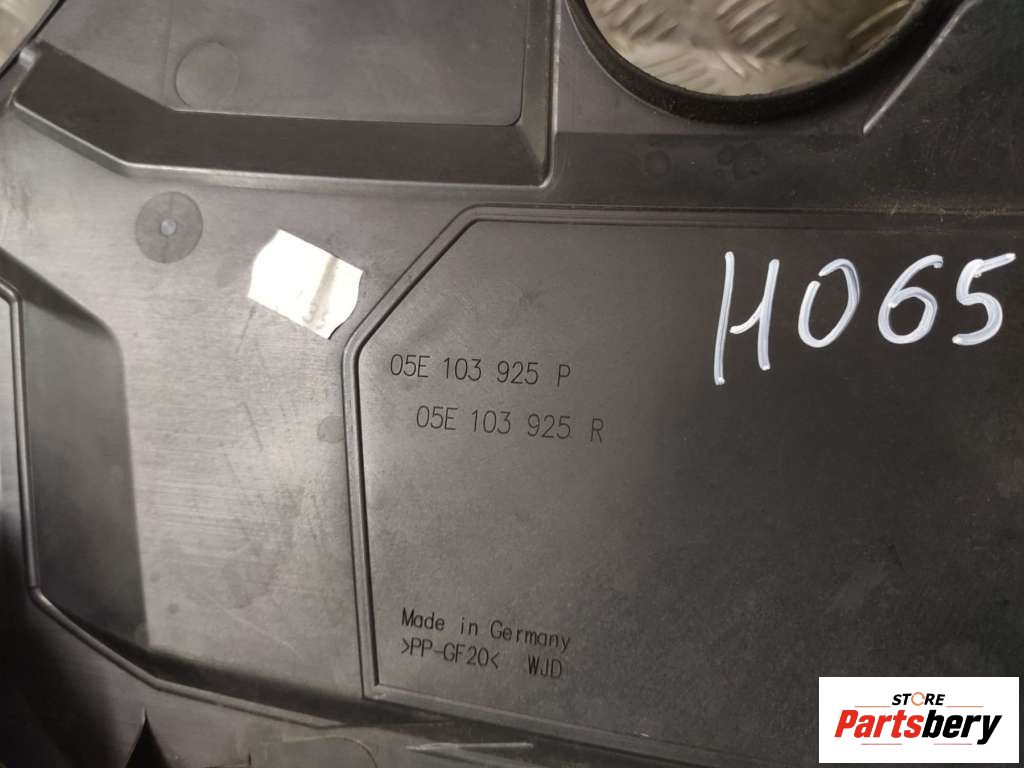 H065
05E 103 925 P
05E 103 925 R
Made in Germany
>PP-GF20< WJD
STORE
Partsbery